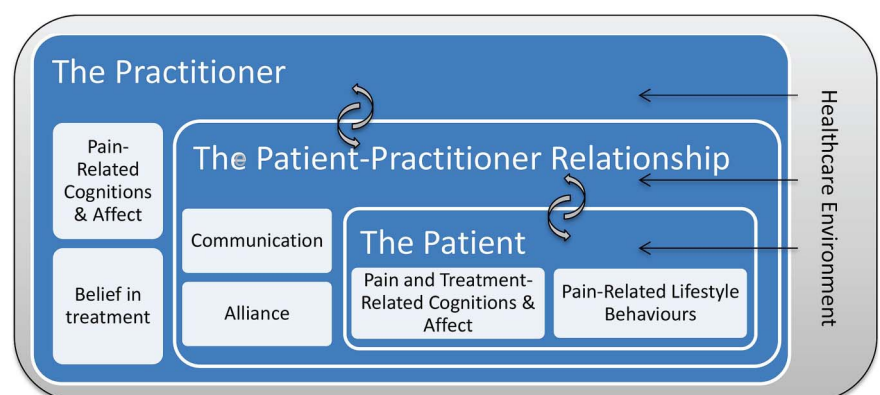 The Practitioner
Pain-
Related
Cognitions
& Affect
Belief in
treatment
The Patient-Practitioner Relationship
Communication
Alliance
The Patient
Pain and Treatment-
Related Cognitions &
Affect
Pain-Related Lifestyle
Behaviours
Healthcare Environment